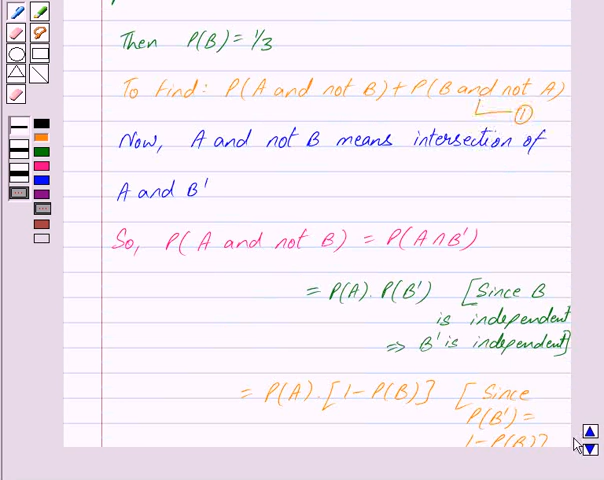 Then P(B) = 1/3
To find: P(A and not B) + P(B and not A)
①
Now, A and not B means intersection of
A and B'
So, P(A and not B) = P(A∩B')
= P(A). P(B') [Since B
is independent
=> B' is independent]
= P(A).[1-P(B)] [Since
P(B') =
1-P(B)]